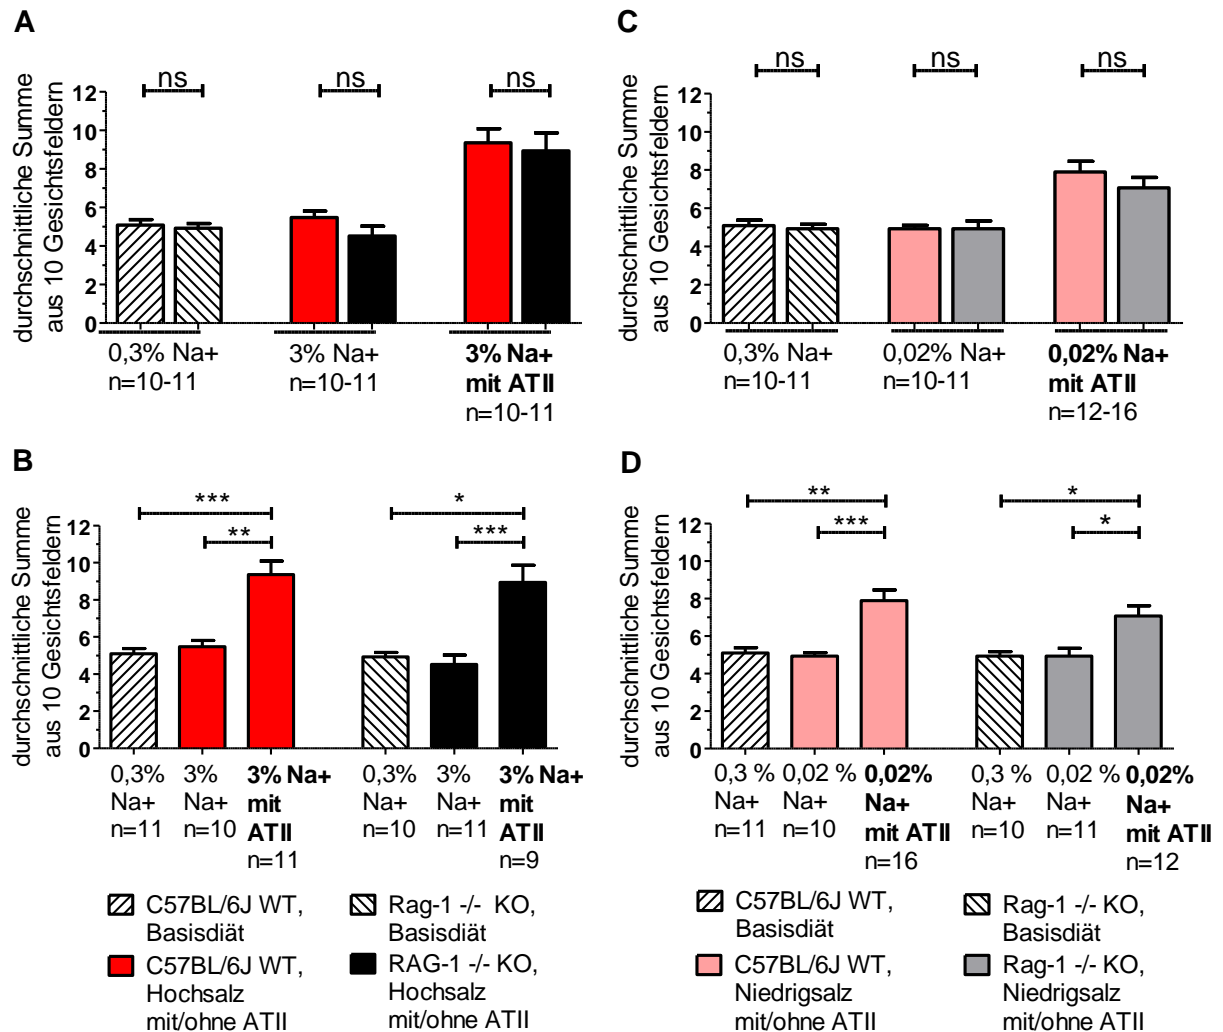 A
durchschnittliche Summe
aus 10 Gesichtsfeldern
12
10
8
6
4
2
0
ns
ns
ns
0,3% Na+
n=10-11
3% Na+
n=10-11
3% Na+
mit ATII
n=10-11
C
durchschnittliche Summe
aus 10 Gesichtsfeldern
12
10
8
6
4
2
0
ns
ns
ns
0,3% Na+
n=10-11
0,02% Na+
n=10-11
0,02% Na+
mit ATII
n=12-16
B
durchschnittliche Summe
aus 10 Gesichtsfeldern
12
10
8
6
4
2
0
***
**
*
***
0,3%
Na+
n=11
3%
Na+
n=10
3% Na+
mit
ATII
n=11
0,3%
Na+
n=10
3%
Na+
n=11
3% Na+
mit
ATII
n=9
C57BL/6J WT,
Basisdiät
Rag-1 -/- KO,
Basisdiät
C57BL/6J WT,
Hochsalz
mit/ohne ATII
RAG-1 -/- KO,
Hochsalz
mit/ohne ATII
D
durchschnittliche Summe
aus 10 Gesichtsfeldern
12
10
8
6
4
2
0
**
***
*
*
0,3 %
Na+
n=11
0,02 %
Na+
n=10
0,02%
Na+
mit ATII
n=16
0,3 %
Na+
n=10
0,02 %
Na+
n=11
0,02%
Na+
mit ATII
n=12
C57BL/6J WT,
Basisdiät
Rag-1 -/- KO,
Basisdiät
C57BL/6J WT,
Niedrigsalz
mit/ohne ATII
Rag-1 -/- KO,
Niedrigsalz
mit/ohne ATII